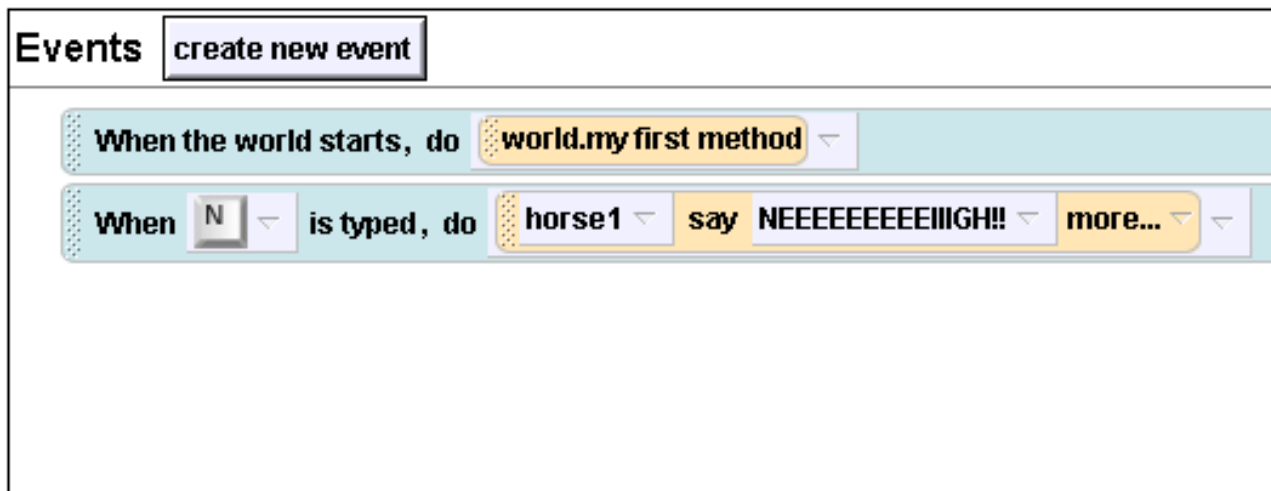 Events create new event
When the world starts, do world.my first method
When N is typed, do horse1 say NEEEEEEEEEIIIGH!! more...